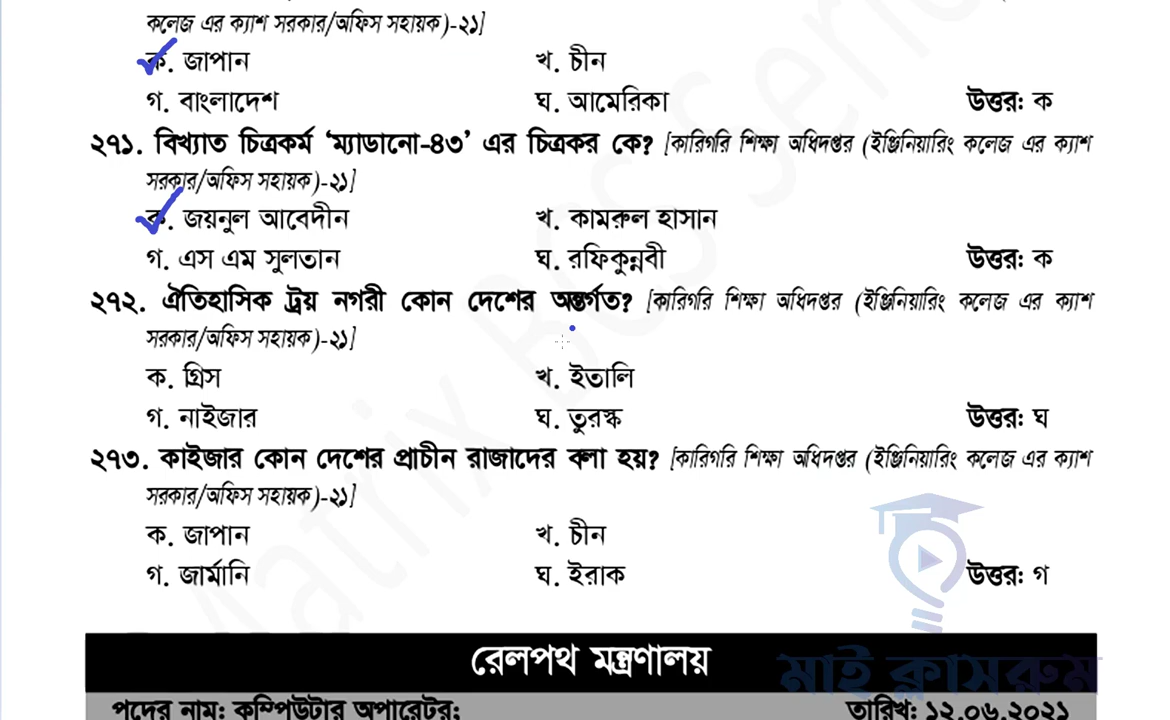 কলেজ এর ক্যাশ সরকার/অফিস সহায়ক)-২১]
ক. জাপান খ. চীন
গ. বাংলাদেশ ঘ. আমেরিকা উত্তর: ক
২৭১. বিখ্যাত চিত্রকর্ম ‘ম্যাডানো-৪৩’ এর চিত্রকর কে? [কারিগরি শিক্ষা অধিদপ্তর (ইঞ্জিনিয়ারিং কলেজ এর ক্যাশ
সরকার/অফিস সহায়ক)-২১]
ক. জয়নুল আবেদীন খ. কামরুল হাসান
গ. এস এম সুলতান ঘ. রফিকুন্নবী উত্তর: ক
২৭২. ঐতিহাসিক ট্রয় নগরী কোন দেশের অন্তর্গত? [কারিগরি শিক্ষা অধিদপ্তর (ইঞ্জিনিয়ারিং কলেজ এর ক্যাশ
সরকার/অফিস সহায়ক)-২১]
ক. গ্রিস খ. ইতালি
গ. নাইজার ঘ. তুরস্ক উত্তর: ঘ
২৭৩. কাইজার কোন দেশের প্রাচীন রাজাদের বলা হয়? [কারিগরি শিক্ষা অধিদপ্তর (ইঞ্জিনিয়ারিং কলেজ এর ক্যাশ
সরকার/অফিস সহায়ক)-২১]
ক. জাপান খ. চীন
গ. জার্মানি ঘ. ইরাক উত্তর: গ
রেলপথ মন্ত্রণালয়
মাই ক্লাসরুম
পদের নাম: কম্পিউটার অপারেটর; তারিখ: ১২.০৬.২০২১
Matrix BCS Series